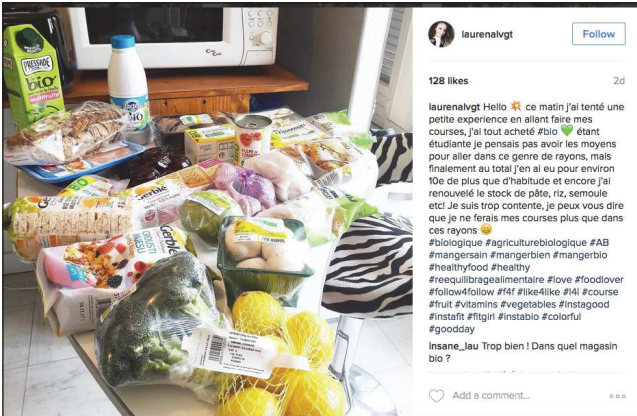 PRESSADE
bio
multifruits
bio
Gerblé
Gerblé
laurenalvgt
Follow
128 likes
2d
laurenalvgt Hello 💥 ce matin j'ai tenté une
petite experience en allant faire mes
courses, j'ai tout acheté #bio 💚 étant
étudiante je pensais pas avoir les moyens
pour aller dans ce genre de rayons, mais
finalement au total j'en ai eu pour environ
10e de plus que d'habitude et encore j'ai
renouvelé le stock de pâte, riz, semoule
etc! Je suis trop contente, je peux vous dire
que je ne ferais mes courses plus que dans
ces rayons 😄
#biologique #agriculturebiologique #AB
#mangersain #mangerbien #mangerbio
#healthyfood #healthy
#reequilibragealimentaire #love #foodlover
#follow4follow #f4f #like4like #l4l #course
#fruit #vitamins #vegetables #instagood
#instafit #fitgirl #instabio #colorful
#goodday
insane_lau Trop bien ! Dans quel magasin
bio ?
Add a comment...